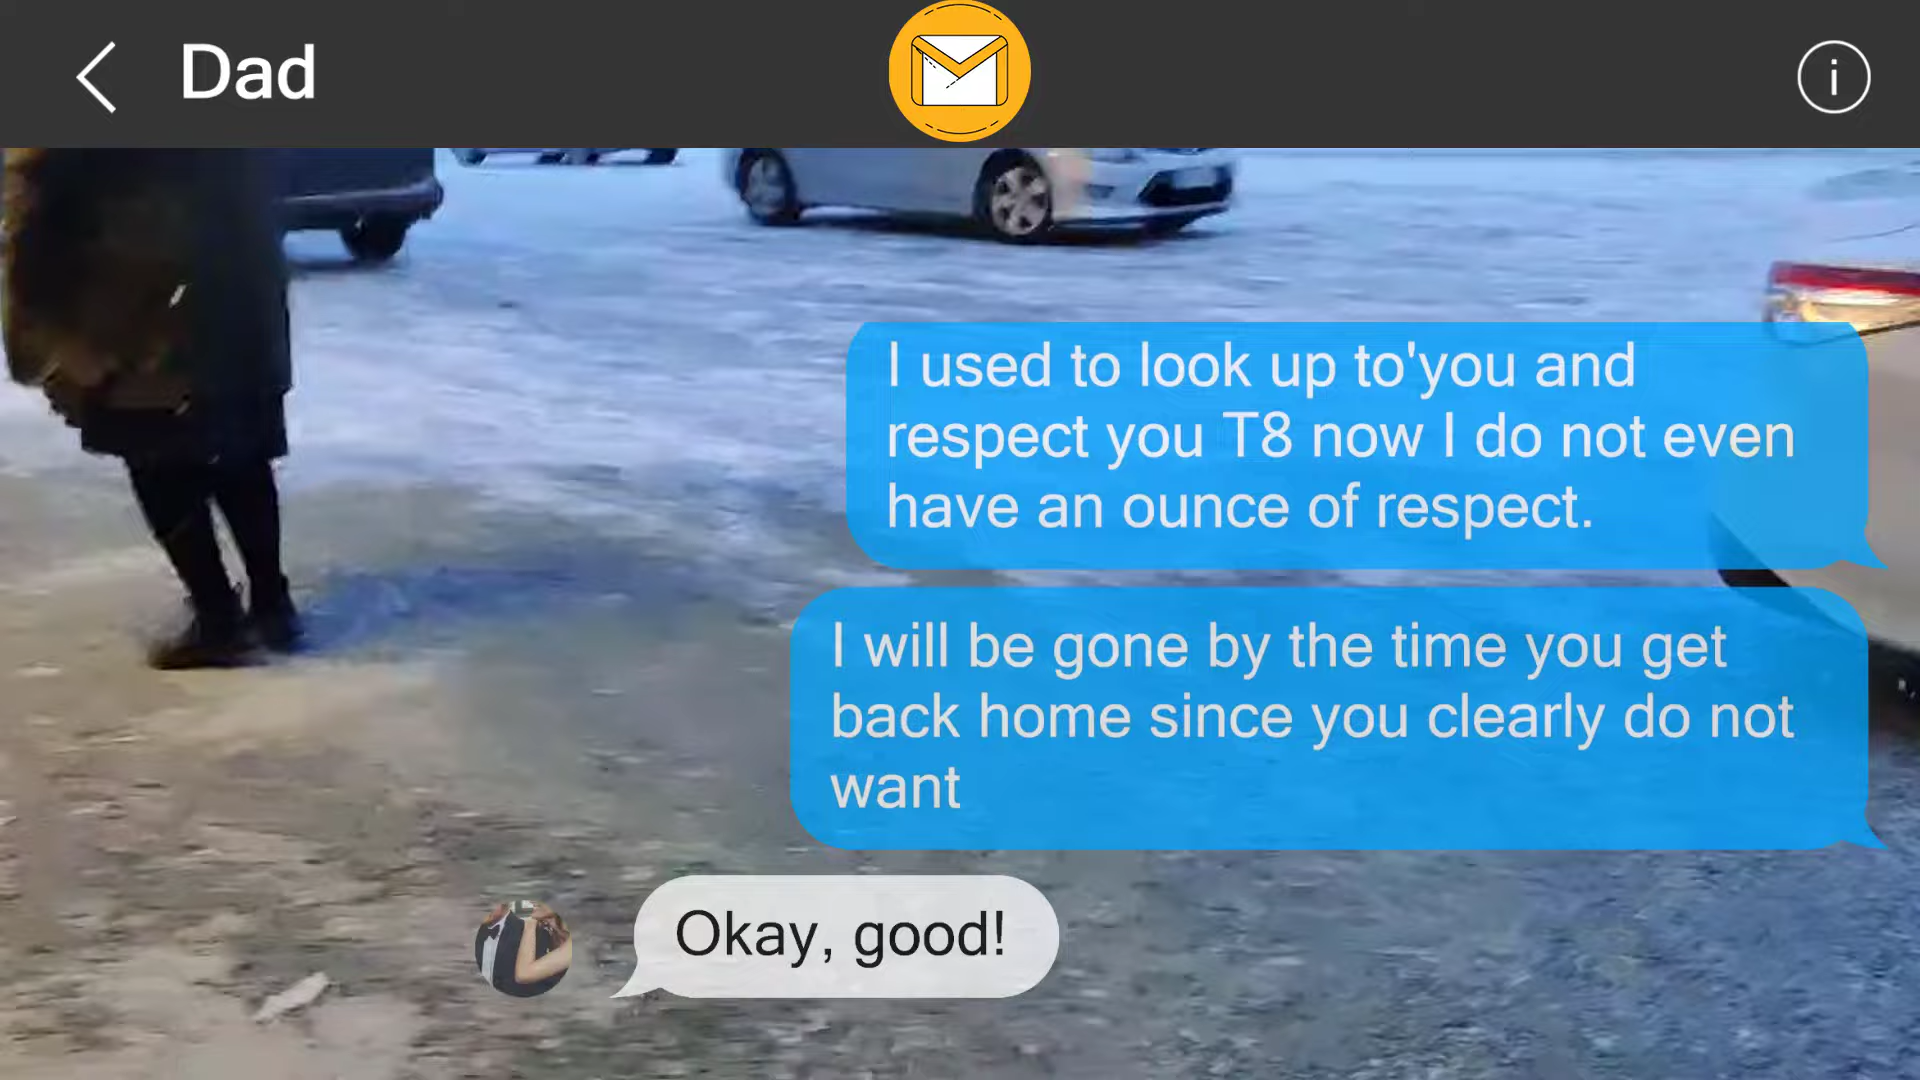 Dad
i
I used to look up to'you and
respect you T8 now I do not even
have an ounce of respect.
I will be gone by the time you get
back home since you clearly do not
want
Okay, good!